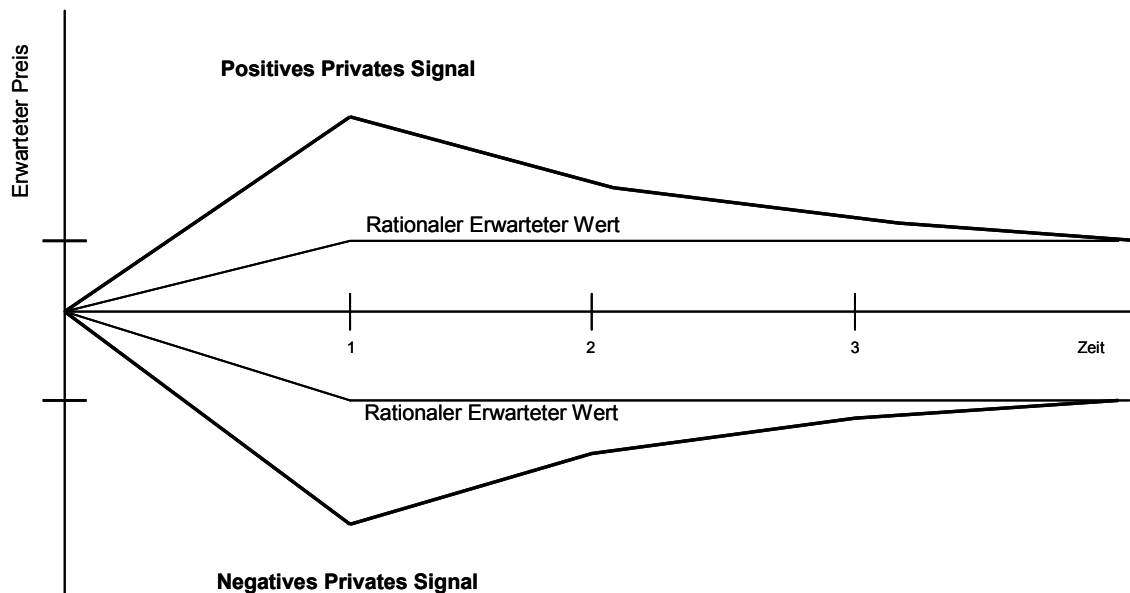 Erwarteter Preis
Positives Privates Signal
Rationaler Erwarteter Wert
1
2
3
Zeit
Rationaler Erwarteter Wert
Negatives Privates Signal